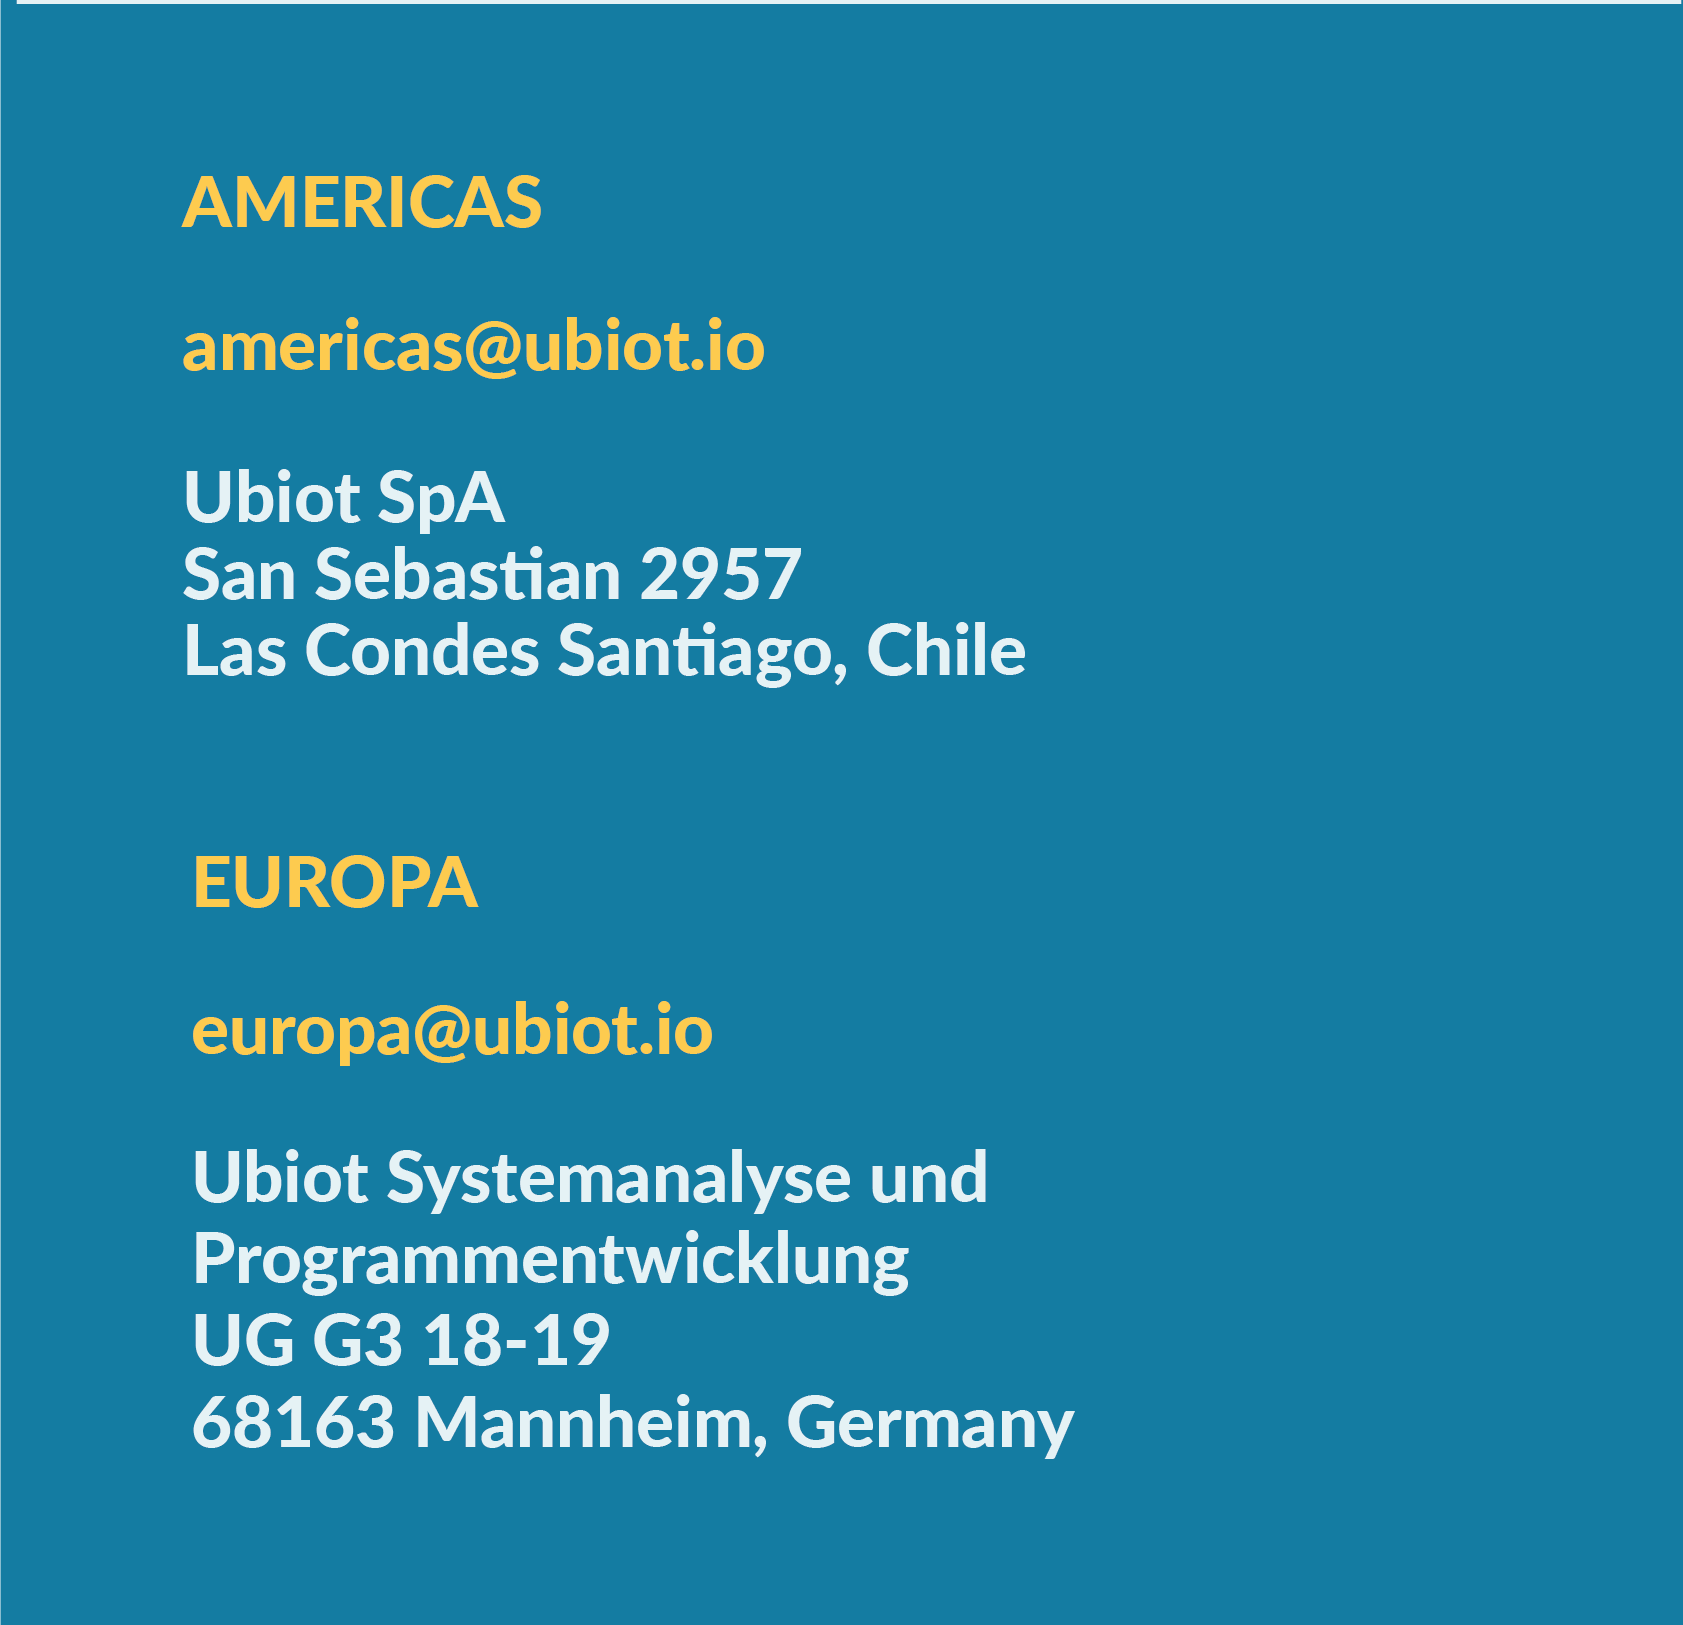 AMERICAS
americas@ubiot.io
Ubiot SpA
San Sebastian 2957
Las Condes Santiago, Chile
EUROPA
europa@ubiot.io
Ubiot Systemanalyse und
Programmentwicklung
UG G3 18-19
68163 Mannheim, Germany